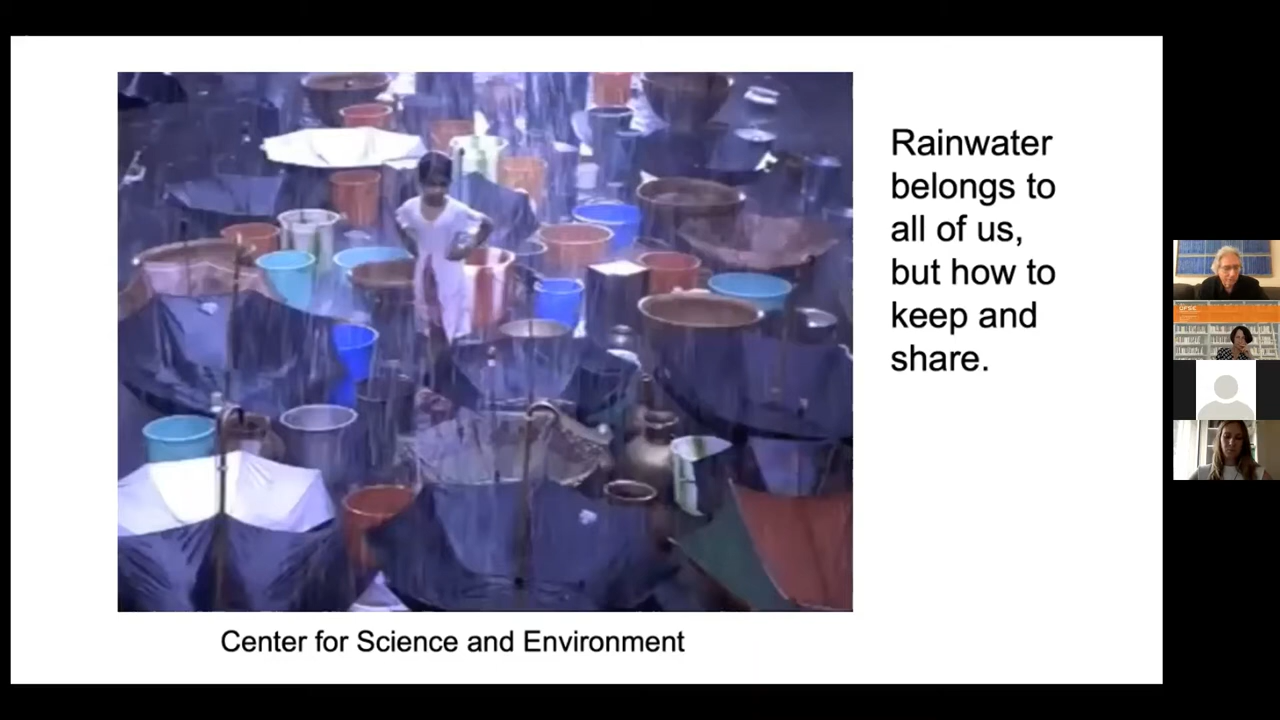 Rainwater
belongs to
all of us,
but how to
keep and
share.
Center for Science and Environment